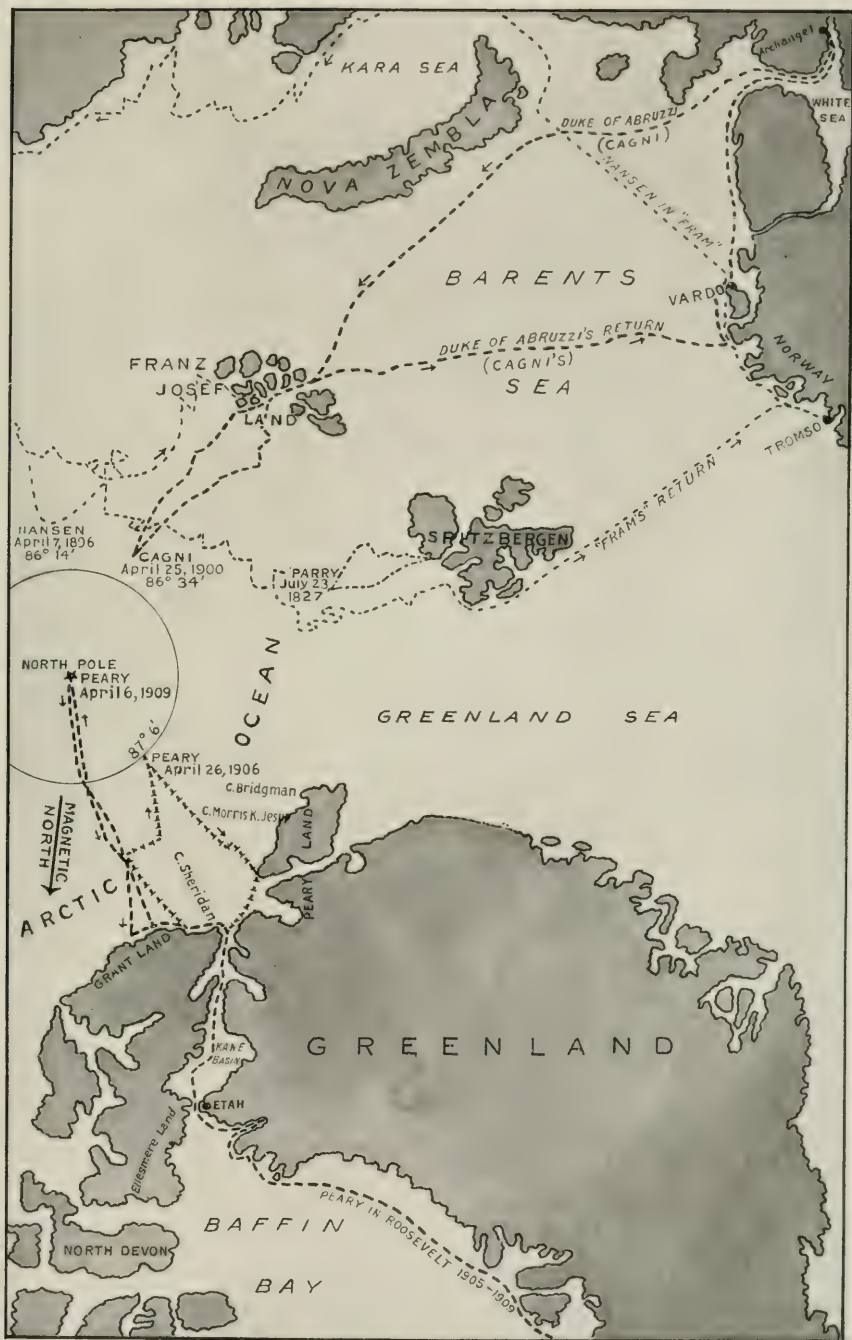 KARA SEA
Archangel
WHITE
SEA
DUKE OF ABRUZZI
(CAGNI)
NOVA ZEMBLA
NANSEN IN "FRAM"
BARENTS
SEA
VARDO
NORWAY
DUKE OF ABRUZZI'S RETURN
(CAGNI'S)
FRANZ
JOSEF
LAND
TROMSO
NANSEN
April 7, 1896
86° 14'
CAGNI
April 25, 1900
86° 34'
PARRY
July 23,
1827
SPITZBERGEN
"FRAMS" RETURN
NORTH POLE
PEARY
April 6, 1909
OCEAN
GREENLAND SEA
87° 6'
PEARY
April 26, 1906
C. Bridgman
C. Morris K. Jesup
LAND
PEARY
MAGNETIC
NORTH
ARCTIC
C. Sheridan
GRANT LAND
GREENLAND
KANE
BASIN
ETAH
Ellesmere Land
PEARY IN ROOSEVELT 1905-1909
BAFFIN
BAY
NORTH DEVON